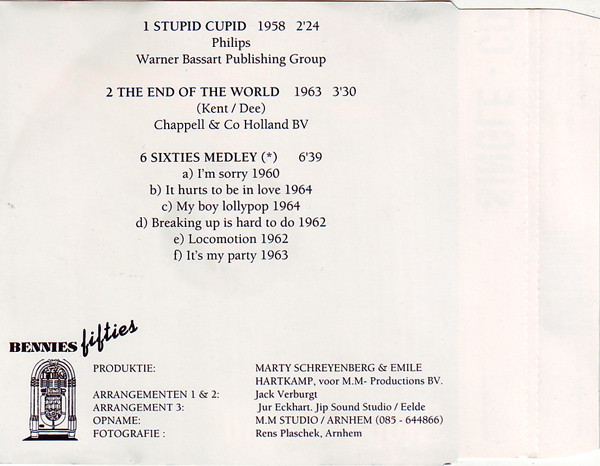 1 STUPID CUPID 1958 2'24
Philips
Warner Bassart Publishing Group
2 THE END OF THE WORLD 1963 3'30
(Kent / Dee)
Chappell & Co Holland BV
6 SIXTIES MEDLEY (*) 6'39
a) I'm sorry 1960
b) It hurts to be in love 1964
c) My boy lollypop 1964
d) Breaking up is hard to do 1962
e) Locomotion 1962
f) It's my party 1963
BENNIES fifties
PRODUKTIE: MARTY SCHREYENBERG & EMILE
HARTKAMP, voor M.M- Productions BV.
ARRANGEMENTEN 1 & 2: Jack Verburgt
ARRANGEMENT 3: Jur Eckhart. Jip Sound Studio / Eelde
OPNAME: M.M STUDIO / ARNHEM (085 - 644866)
FOTOGRAFIE : Rens Plaschek, Arnhem